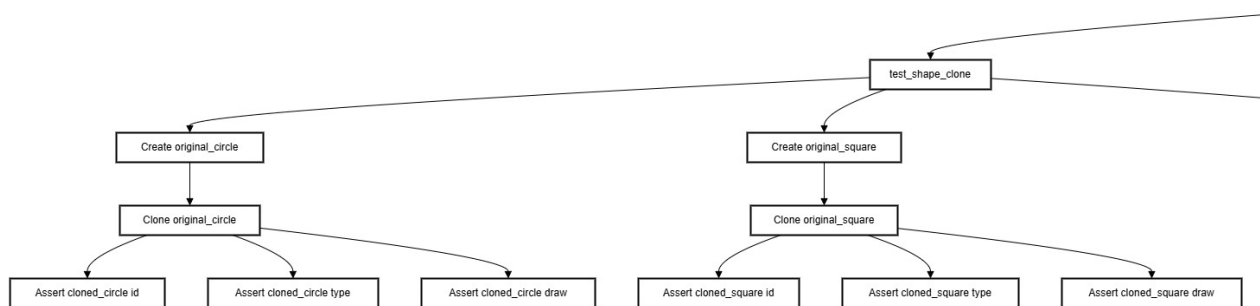 test_shape_clone
Create original_circle
Create original_square
Clone original_circle
Clone original_square
Assert cloned_circle id
Assert cloned_circle type
Assert cloned_circle draw
Assert cloned_square id
Assert cloned_square type
Assert cloned_square draw